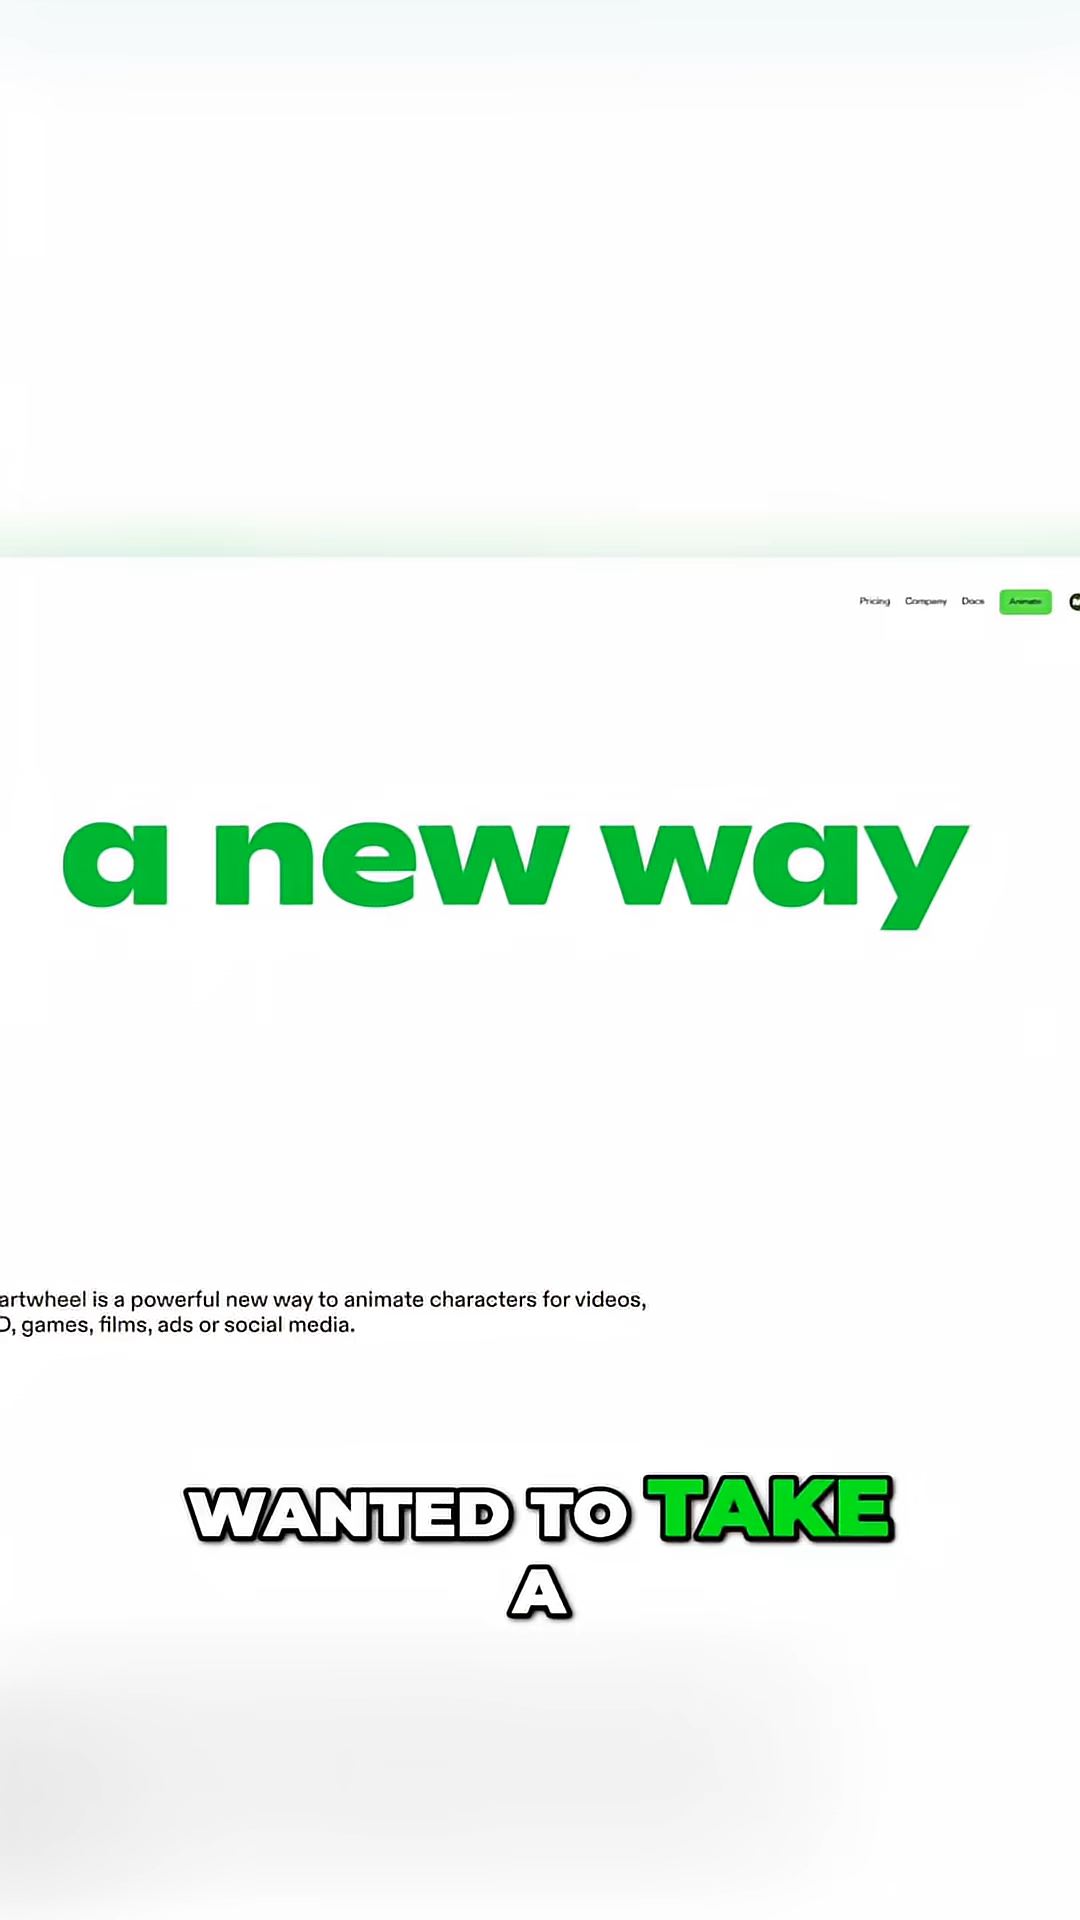 Pricing Company Docs Animate
a new way
artwheel is a powerful new way to animate characters for videos,
D, games, films, ads or social media.
WANTED TO TAKE
A